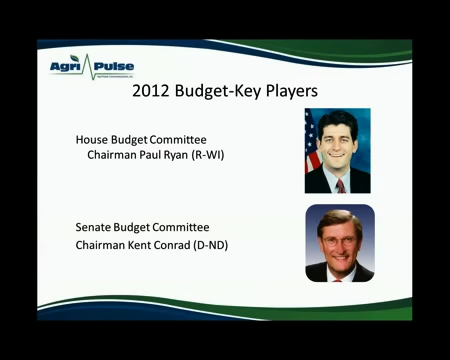 Agri Pulse
2012 Budget-Key Players
House Budget Committee
Chairman Paul Ryan (R-WI)
Senate Budget Committee
Chairman Kent Conrad (D-ND)